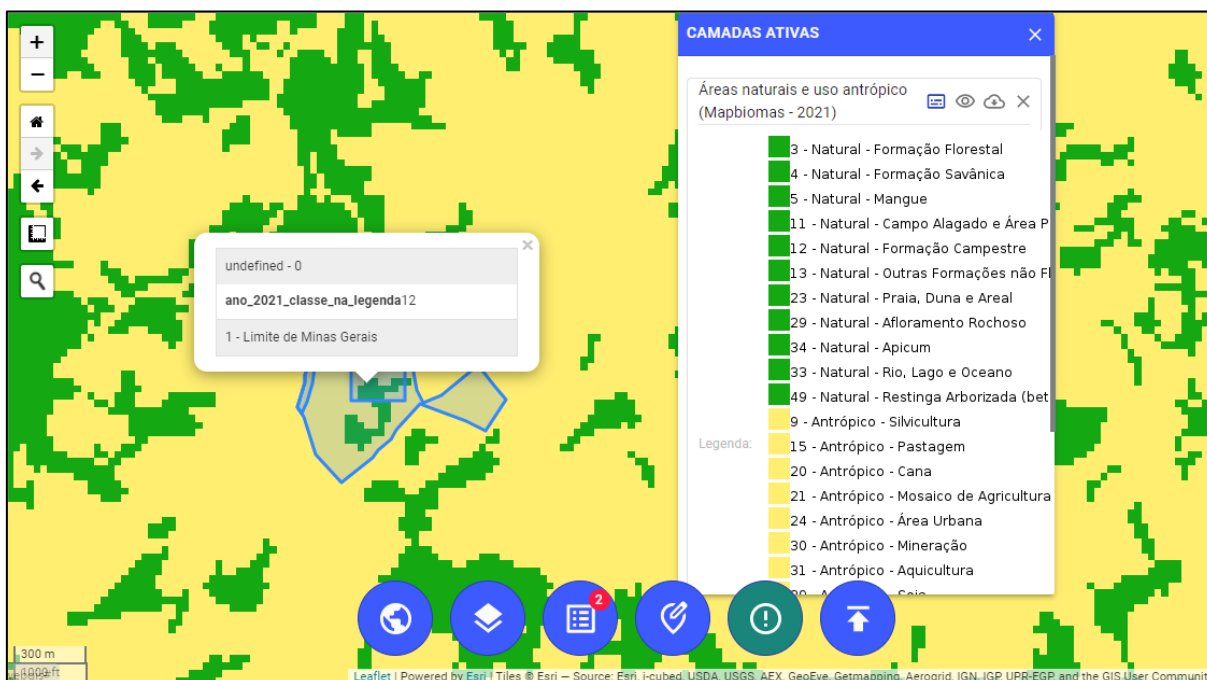 +
−
undefined - 0
ano_2021_classe_na_legenda12
1 - Limite de Minas Gerais
×
CAMADAS ATIVAS
Áreas naturais e uso antrópico
(Mapbiomas - 2021)
Legenda:
3 - Natural - Formação Florestal
4 - Natural - Formação Savânica
5 - Natural - Mangue
11 - Natural - Campo Alagado e Área P
12 - Natural - Formação Campestre
13 - Natural - Outras Formações não Fl
23 - Natural - Praia, Duna e Areal
29 - Natural - Afloramento Rochoso
34 - Natural - Apicum
33 - Natural - Rio, Lago e Oceano
49 - Natural - Restinga Arborizada (bet
9 - Antrópico - Silvicultura
15 - Antrópico - Pastagem
20 - Antrópico - Cana
21 - Antrópico - Mosaico de Agricultura
24 - Antrópico - Área Urbana
30 - Antrópico - Mineração
31 - Antrópico - Aquicultura
2
300 m
1000 ft
Leaflet | Powered by Esri | Tiles © Esri — Source: Esri, i-cubed, USDA, USGS, AEX, GeoEye, Getmapping, Aerogrid, IGN, IGP, UPR-EGP, and the GIS User Communit